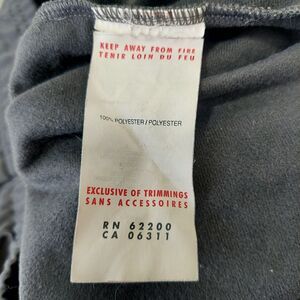 KEEP AWAY FROM FIRE
TENIR LOIN DU FEU
100% POLYESTER / POLYESTER
EXCLUSIVE OF TRIMMINGS
SANS ACCESSOIRES
RN 62200
CA 06311